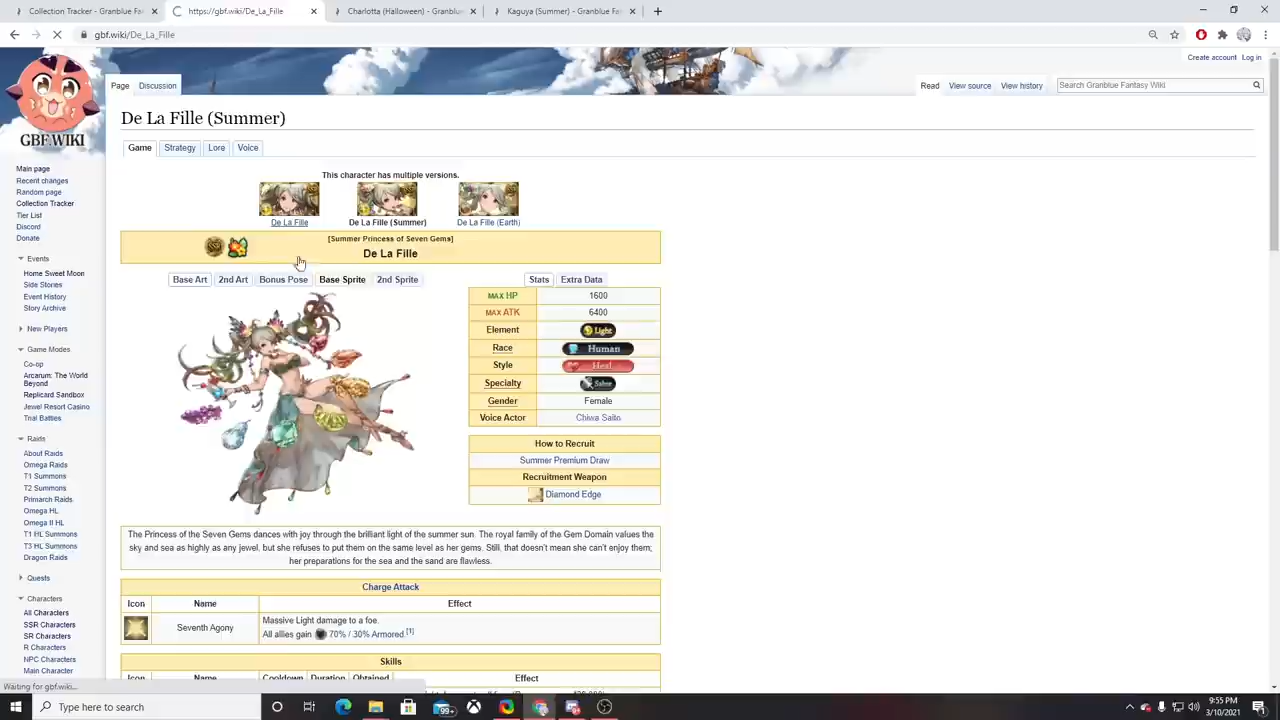 Collection Tracker - Granblue Fan
https://gbf.wiki/De_La_Fille
Charlotta (Halloween) - Granblue
Kaguya (Summer) - Granblue Fan
gbf.wiki/De_La_Fille
Create account Log in
Page Discussion Read View source View history Search Granblue Fantasy Wiki
GBF.WIKI
De La Fille (Summer)
Game Strategy Lore Voice
This character has multiple versions.
De La Fille De La Fille (Summer) De La Fille (Earth)
[Summer Princess of Seven Gems]
De La Fille
Base Art 2nd Art Bonus Pose Base Sprite 2nd Sprite
Stats Extra Data
MAX HP 1600
MAX ATK 6400
Element Light
Race Human
Style Heal
Specialty Sabre
Gender Female
Voice Actor Chiwa Saito
How to Recruit
Summer Premium Draw
Recruitment Weapon
Diamond Edge
The Princess of the Seven Gems dances with joy through the brilliant light of the summer sun. The royal family of the Gem Domain values the
sky and sea as highly as any jewel, but she refuses to put them on the same level as her gems. Still, that doesn't mean she can't enjoy them;
her preparations for the sea and the sand are flawless.
Charge Attack
Icon Name Effect
Seventh Agony
Massive Light damage to a foe.
All allies gain 70% / 30% Armored.[1]
Skills
Icon Name Cooldown Duration Obtained Effect
Main page
Recent changes
Random page
Collection Tracker
Tier List
Discord
Donate
Events
Home Sweet Moon
Side Stories
Event History
Story Archive
New Players
Game Modes
Co-op
Arcarum: The World
Beyond
Replicard Sandbox
Jewel Resort Casino
Trial Battles
Raids
About Raids
Omega Raids
T1 Summons
T2 Summons
Primarch Raids
Omega HL
Omega II HL
T1 HL Summons
T3 HL Summons
Dragon Raids
Quests
Characters
All Characters
SSR Characters
SR Characters
R Characters
NPC Characters
Main Character
Waiting for gbf.wiki...
Type here to search
99+
9:55 PM
3/10/2021